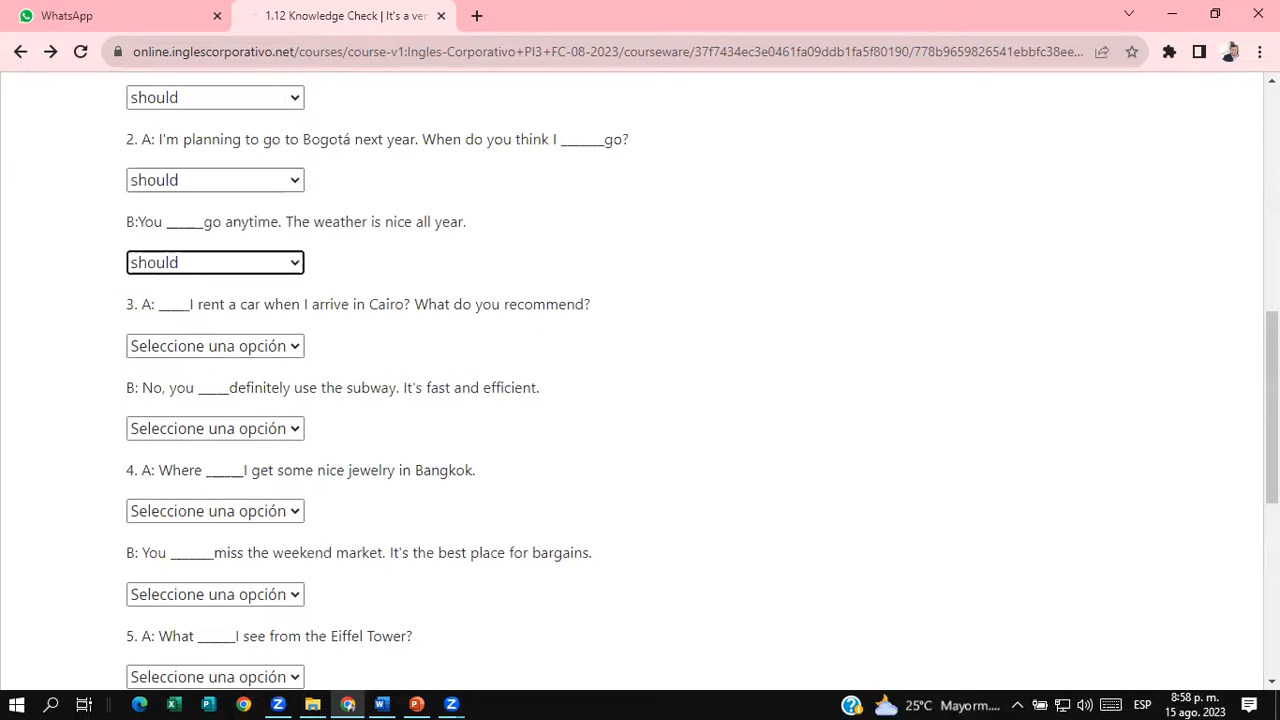 WhatsApp
1.12 Knowledge Check | It's a ver
online.inglescorporativo.net/courses/course-v1:Ingles-Corporativo+PI3+FC-08-2023/courseware/37f7434ec3e0461fa09ddb1fa5f80190/778b9659826541ebbfc38ee...
should
2. A: I'm planning to go to Bogotá next year. When do you think I ______go?
should
B:You _____go anytime. The weather is nice all year.
should
3. A: ____I rent a car when I arrive in Cairo? What do you recommend?
Seleccione una opción
B: No, you ____definitely use the subway. It's fast and efficient.
Seleccione una opción
4. A: Where _____I get some nice jewelry in Bangkok.
Seleccione una opción
B: You ______miss the weekend market. It's the best place for bargains.
Seleccione una opción
5. A: What _____I see from the Eiffel Tower?
Seleccione una opción
25°C Mayorm.... ESP 8:58 p. m.
15 ago. 2023